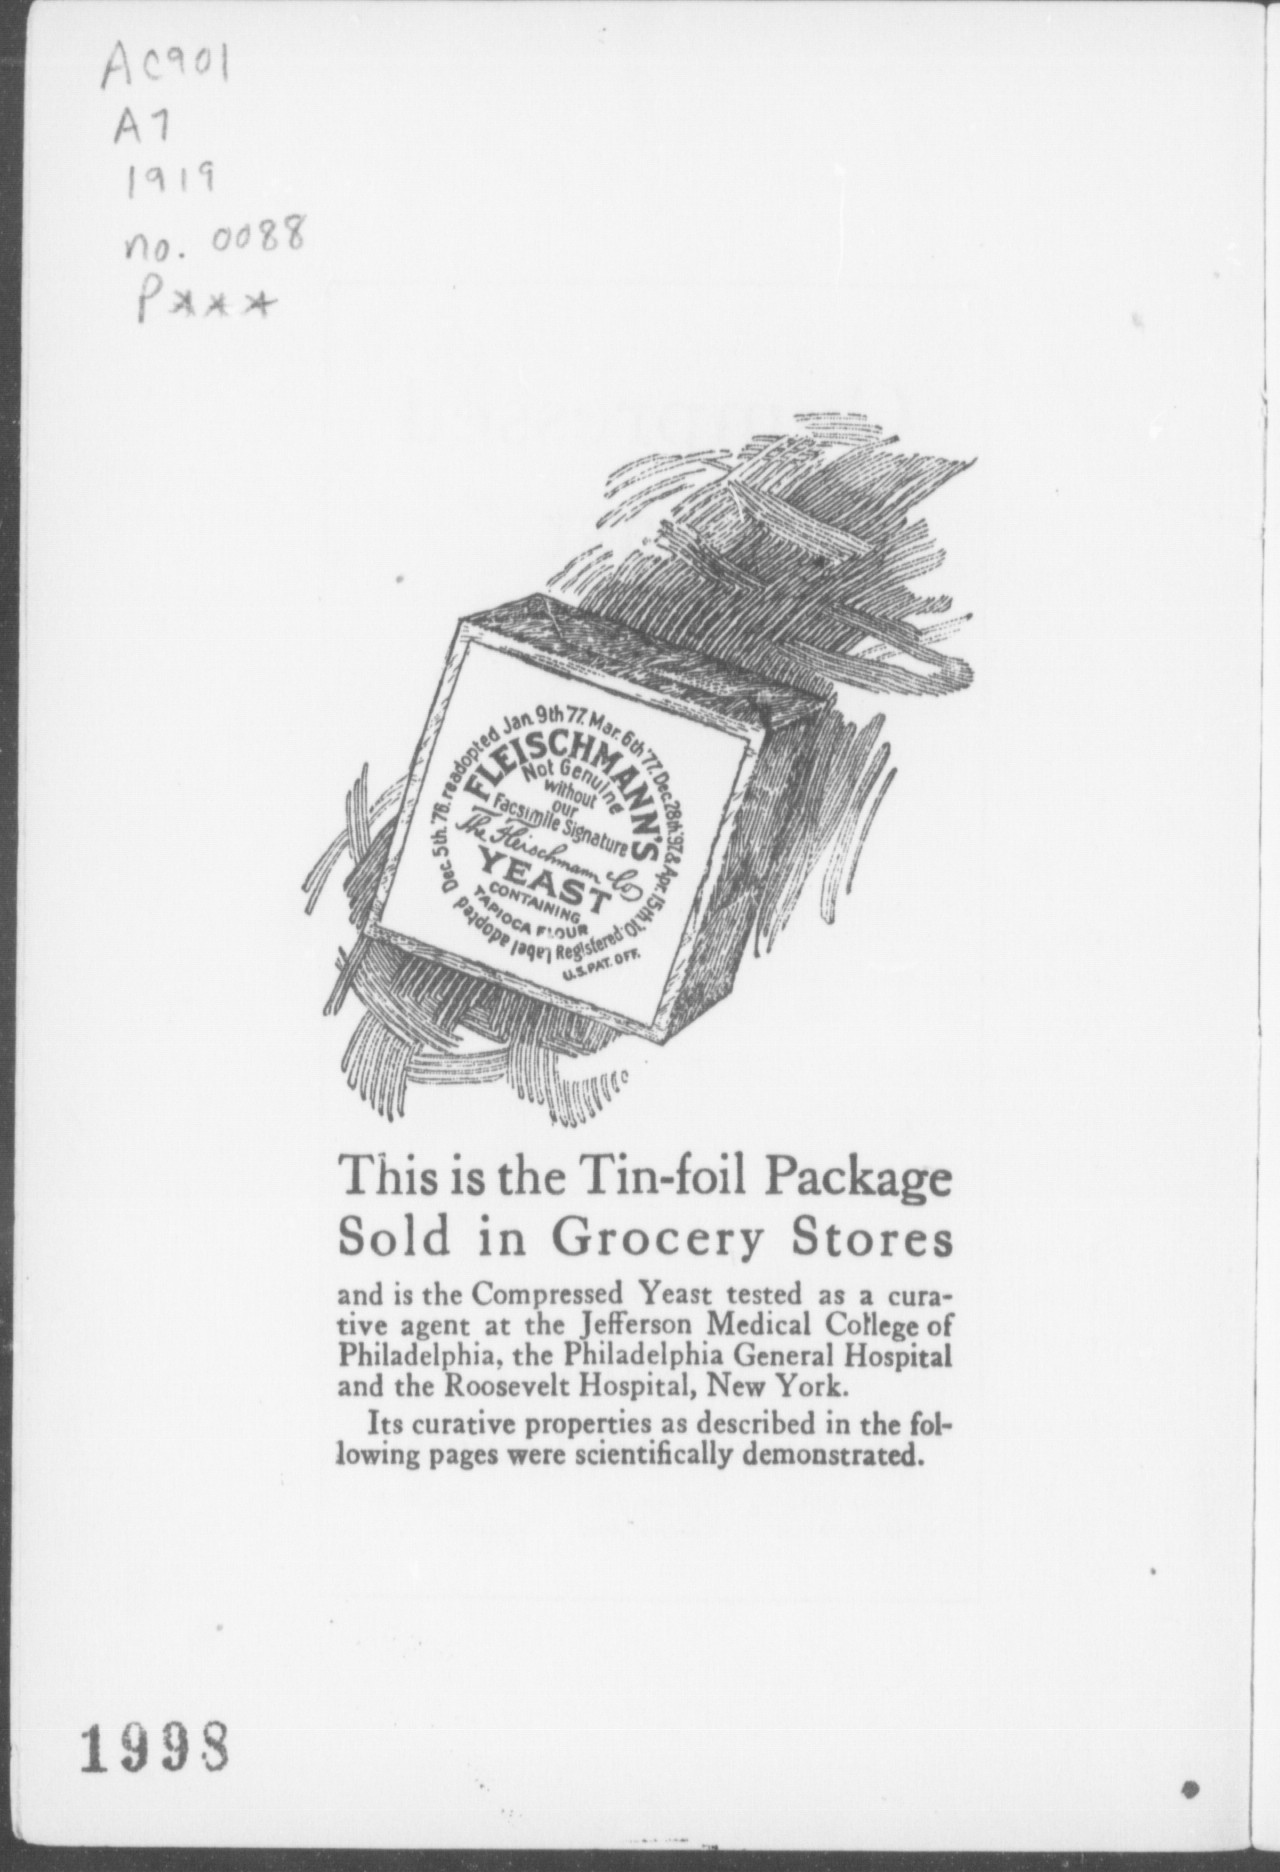 AC901
A7
1919
no. 0088
P***
Label adopted Dec. 5th. '76. readopted Jan. 9th '77. Mar. 6th '77. Dec. 28th. '97. & Apr. 15th. '10. Registered
U.S. PAT. OFF.
FLEISCHMANN'S
Not Genuine
without
our
Facsimile Signature
The Fleischmann Co
YEAST
CONTAINING
TAPIOCA FLOUR
This is the Tin-foil Package
Sold in Grocery Stores
and is the Compressed Yeast tested as a cura-
tive agent at the Jefferson Medical College of
Philadelphia, the Philadelphia General Hospital
and the Roosevelt Hospital, New York.
Its curative properties as described in the fol-
lowing pages were scientifically demonstrated.
1998